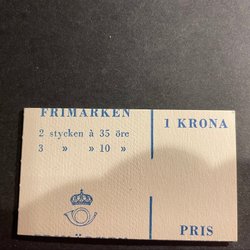 FRIMÄRKEN
2 stycken à 35 öre
3 » » 10 »
1 KRONA
PRIS